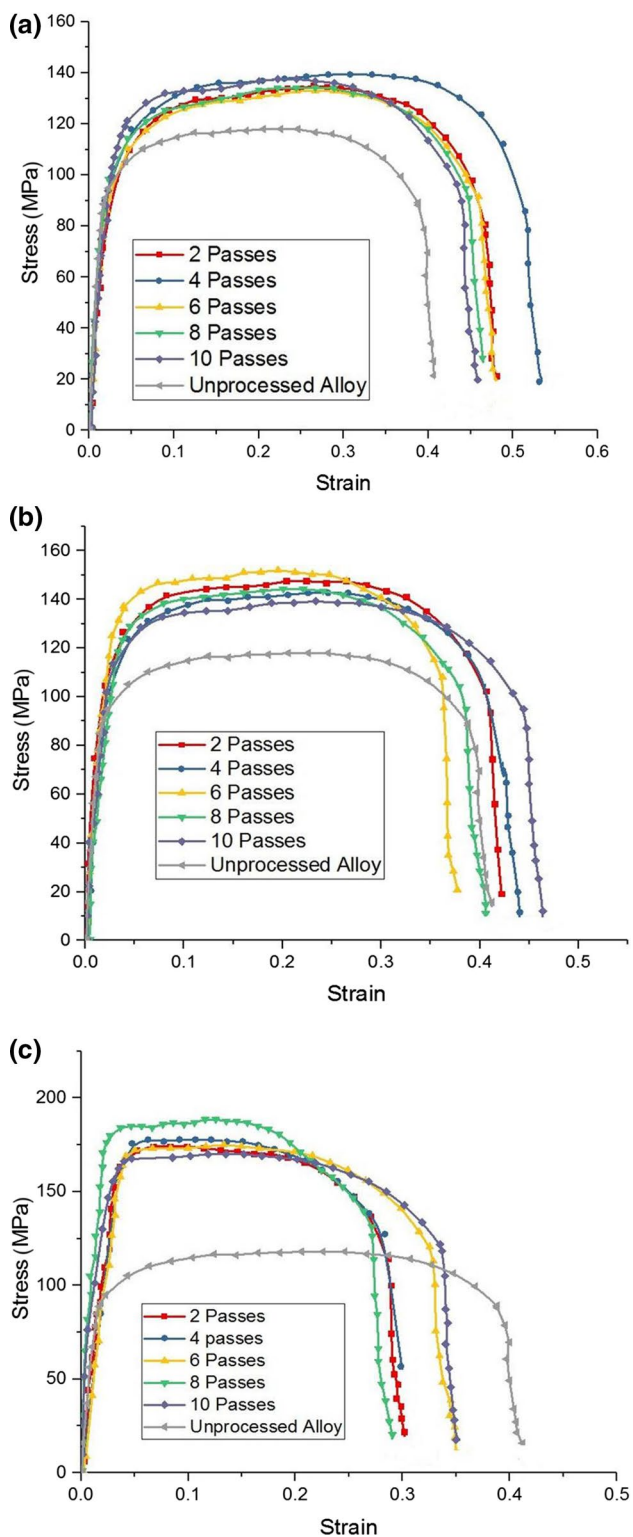 (a)
160
140
120
100
80
60
40
20
0
Stress (MPa)
2 Passes
4 Passes
6 Passes
8 Passes
10 Passes
Unprocessed Alloy
0.0 0.1 0.2 0.3 0.4 0.5 0.6
Strain
(b)
160
140
120
100
80
60
40
20
0
Stress (MPa)
2 Passes
4 Passes
6 Passes
8 Passes
10 Passes
Unprocessed Alloy
0.0 0.1 0.2 0.3 0.4 0.5
Strain
(c)
200
150
100
50
0
Stress (MPa)
2 Passes
4 passes
6 Passes
8 Passes
10 Passes
Unprocessed Alloy
0.0 0.1 0.2 0.3 0.4 0.5
Strain